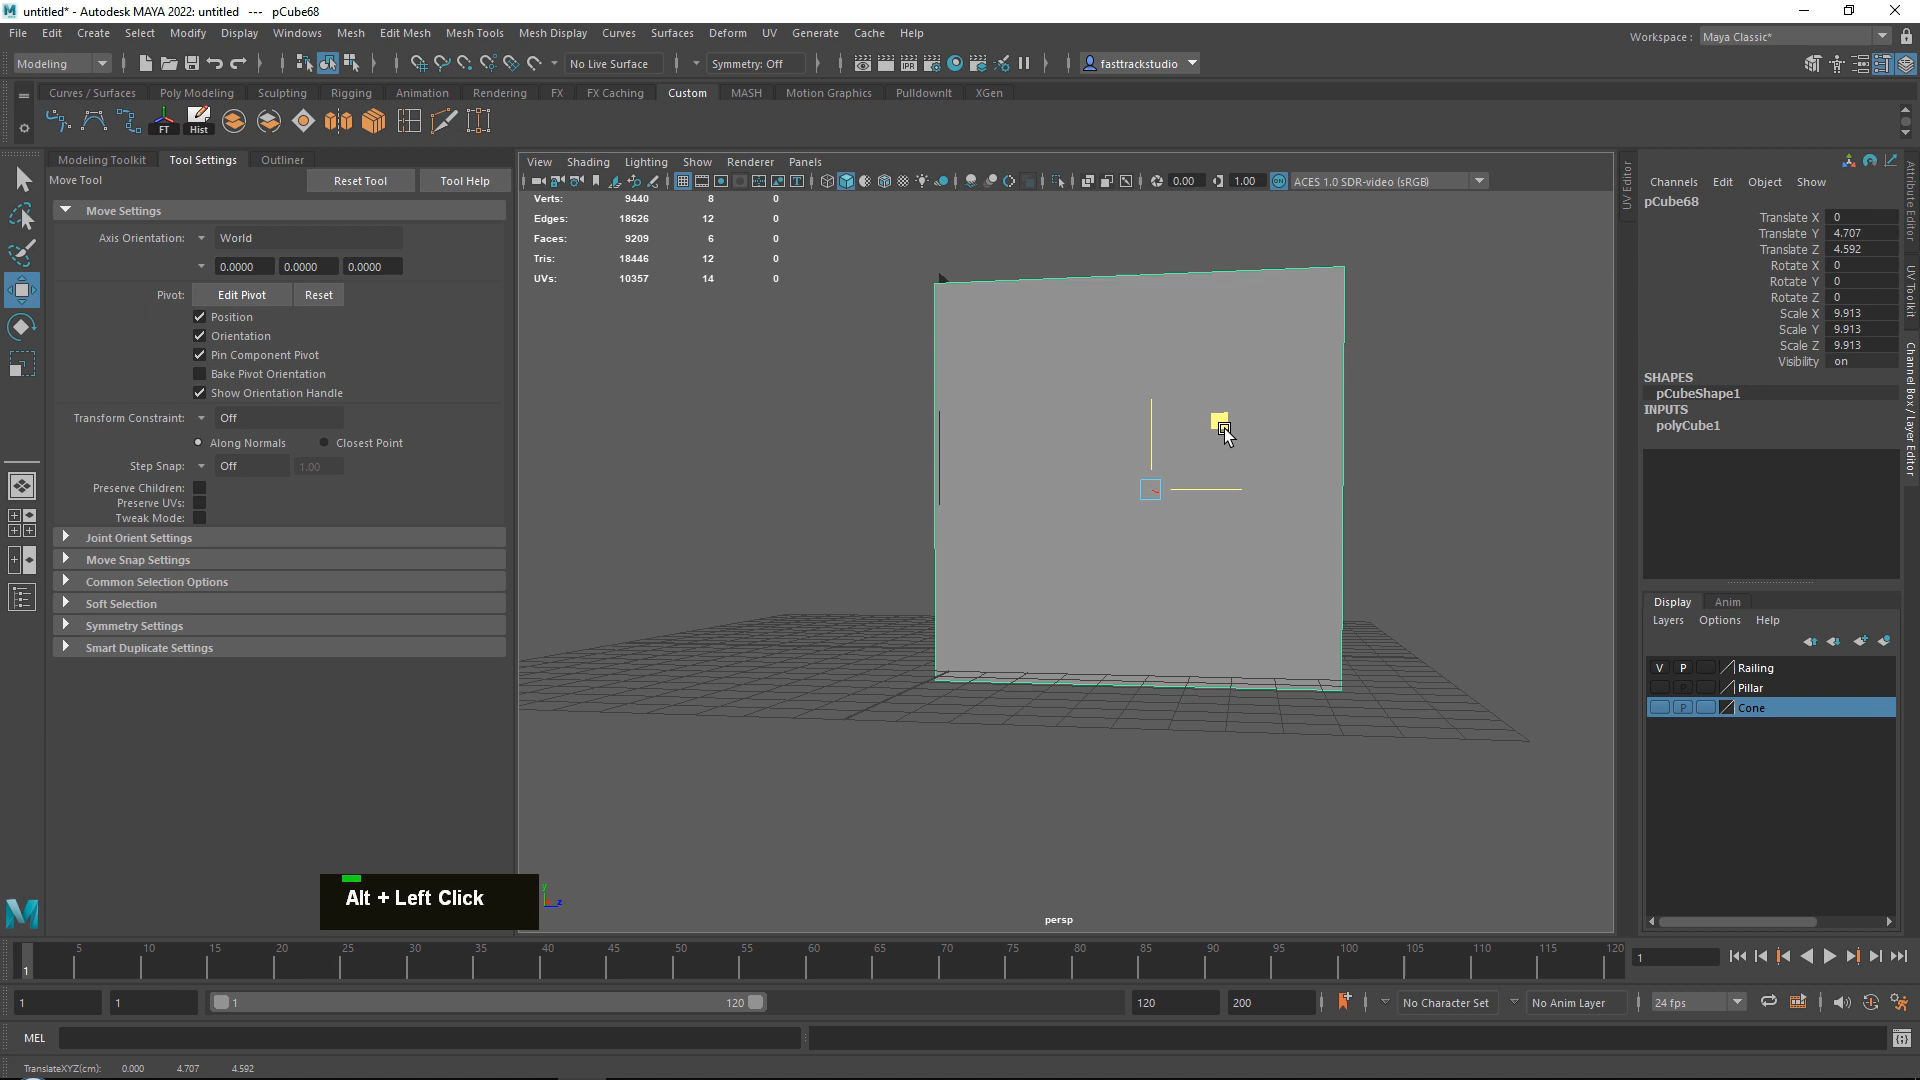 untitled* - Autodesk MAYA 2022: untitled --- pCube68
File Edit Create Select Modify Display Windows Mesh Edit Mesh Mesh Tools Mesh Display Curves Surfaces Deform UV Generate Cache Help
Workspace : Maya Classic*
Modeling No Live Surface Symmetry: Off fasttrackstudio
Curves / Surfaces Poly Modeling Sculpting Rigging Animation Rendering FX FX Caching Custom MASH Motion Graphics PulldownIt XGen
FT Hist
Modeling Toolkit Tool Settings Outliner
Move Tool Reset Tool Tool Help
Move Settings
Axis Orientation: World
0.0000 0.0000 0.0000
Pivot: Edit Pivot Reset
Position
Orientation
Pin Component Pivot
Bake Pivot Orientation
Show Orientation Handle
Transform Constraint: Off
Along Normals Closest Point
Step Snap: Off 1.00
Preserve Children:
Preserve UVs:
Tweak Mode:
Joint Orient Settings
Move Snap Settings
Common Selection Options
Soft Selection
Symmetry Settings
Smart Duplicate Settings
View Shading Lighting Show Renderer Panels
0.00 1.00 ON ACES 1.0 SDR-video (sRGB)
Verts: 9440 8 0
Edges: 18626 12 0
Faces: 9209 6 0
Tris: 18446 12 0
UVs: 10357 14 0
Alt + Left Click
y
z
persp
UV Editor
Channels Edit Object Show
pCube68
Translate X 0
Translate Y 4.707
Translate Z 4.592
Rotate X 0
Rotate Y 0
Rotate Z 0
Scale X 9.913
Scale Y 9.913
Scale Z 9.913
Visibility on
SHAPES
pCubeShape1
INPUTS
polyCube1
Attribute Editor
UV Toolkit
Channel Box / Layer Editor
Display Anim
Layers Options Help
V P Railing
P Pillar
P Cone
5 10 15 20 25 30 35 40 45 50 55 60 65 70 75 80 85 90 95 100 105 110 115 120
1
1
1 1 1 120 120 200 No Character Set No Anim Layer 24 fps
MEL
TranslateXYZ(cm): 0.000 4.707 4.592